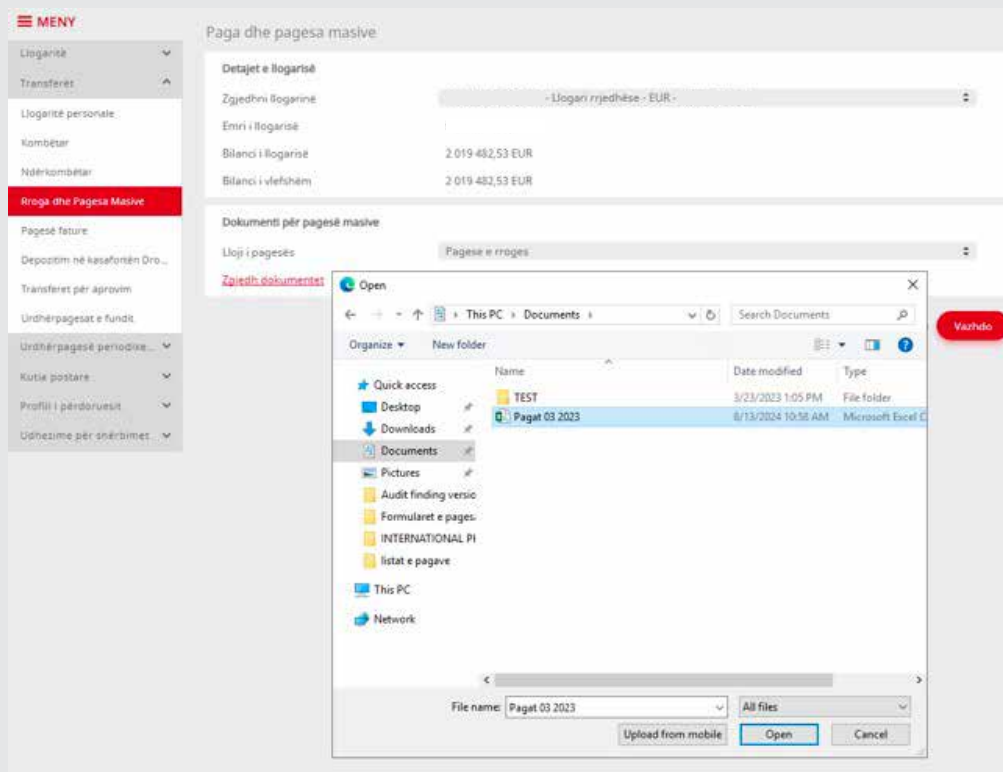 MENY
Llogaritë
Transferët
Llogaritë personale
Kombëtar
Ndërkombëtar
Rroga dhe Pagesa Masive
Pagesë fature
Depozitim në kasafortën Dro...
Transferet për aprovim
Urdhërpagesat e fundit
Urdhërpagesë periodike...
Kutia postare
Profili i përdoruesit
Udhëzime për shërbimet
Paga dhe pagesa masive
Detajet e llogarisë
Zgjedhni llogarinë - Llogari rrjedhëse - EUR -
Emri i llogarisë
Bilanci i llogarisë 2 019 482,53 EUR
Bilanci i vlefshëm 2 019 482,53 EUR
Dokumenti për pagesë masive
Lloji i pagesës Pagese e rroges
Zgjedh dokumentet
Vazhdo
Open
This PC › Documents ›
Search Documents
Organize New folder
Name Date modified Type
TEST 3/23/2023 1:05 PM File folder
Pagat 03 2023 8/13/2024 10:58 AM Microsoft Excel C
Quick access
Desktop
Downloads
Documents
Pictures
Audit finding versio
Formularet e pages.
INTERNATIONAL
listat e pagave
This PC
Network
File name: Pagat 03 2023 All files
Upload from mobile Open Cancel